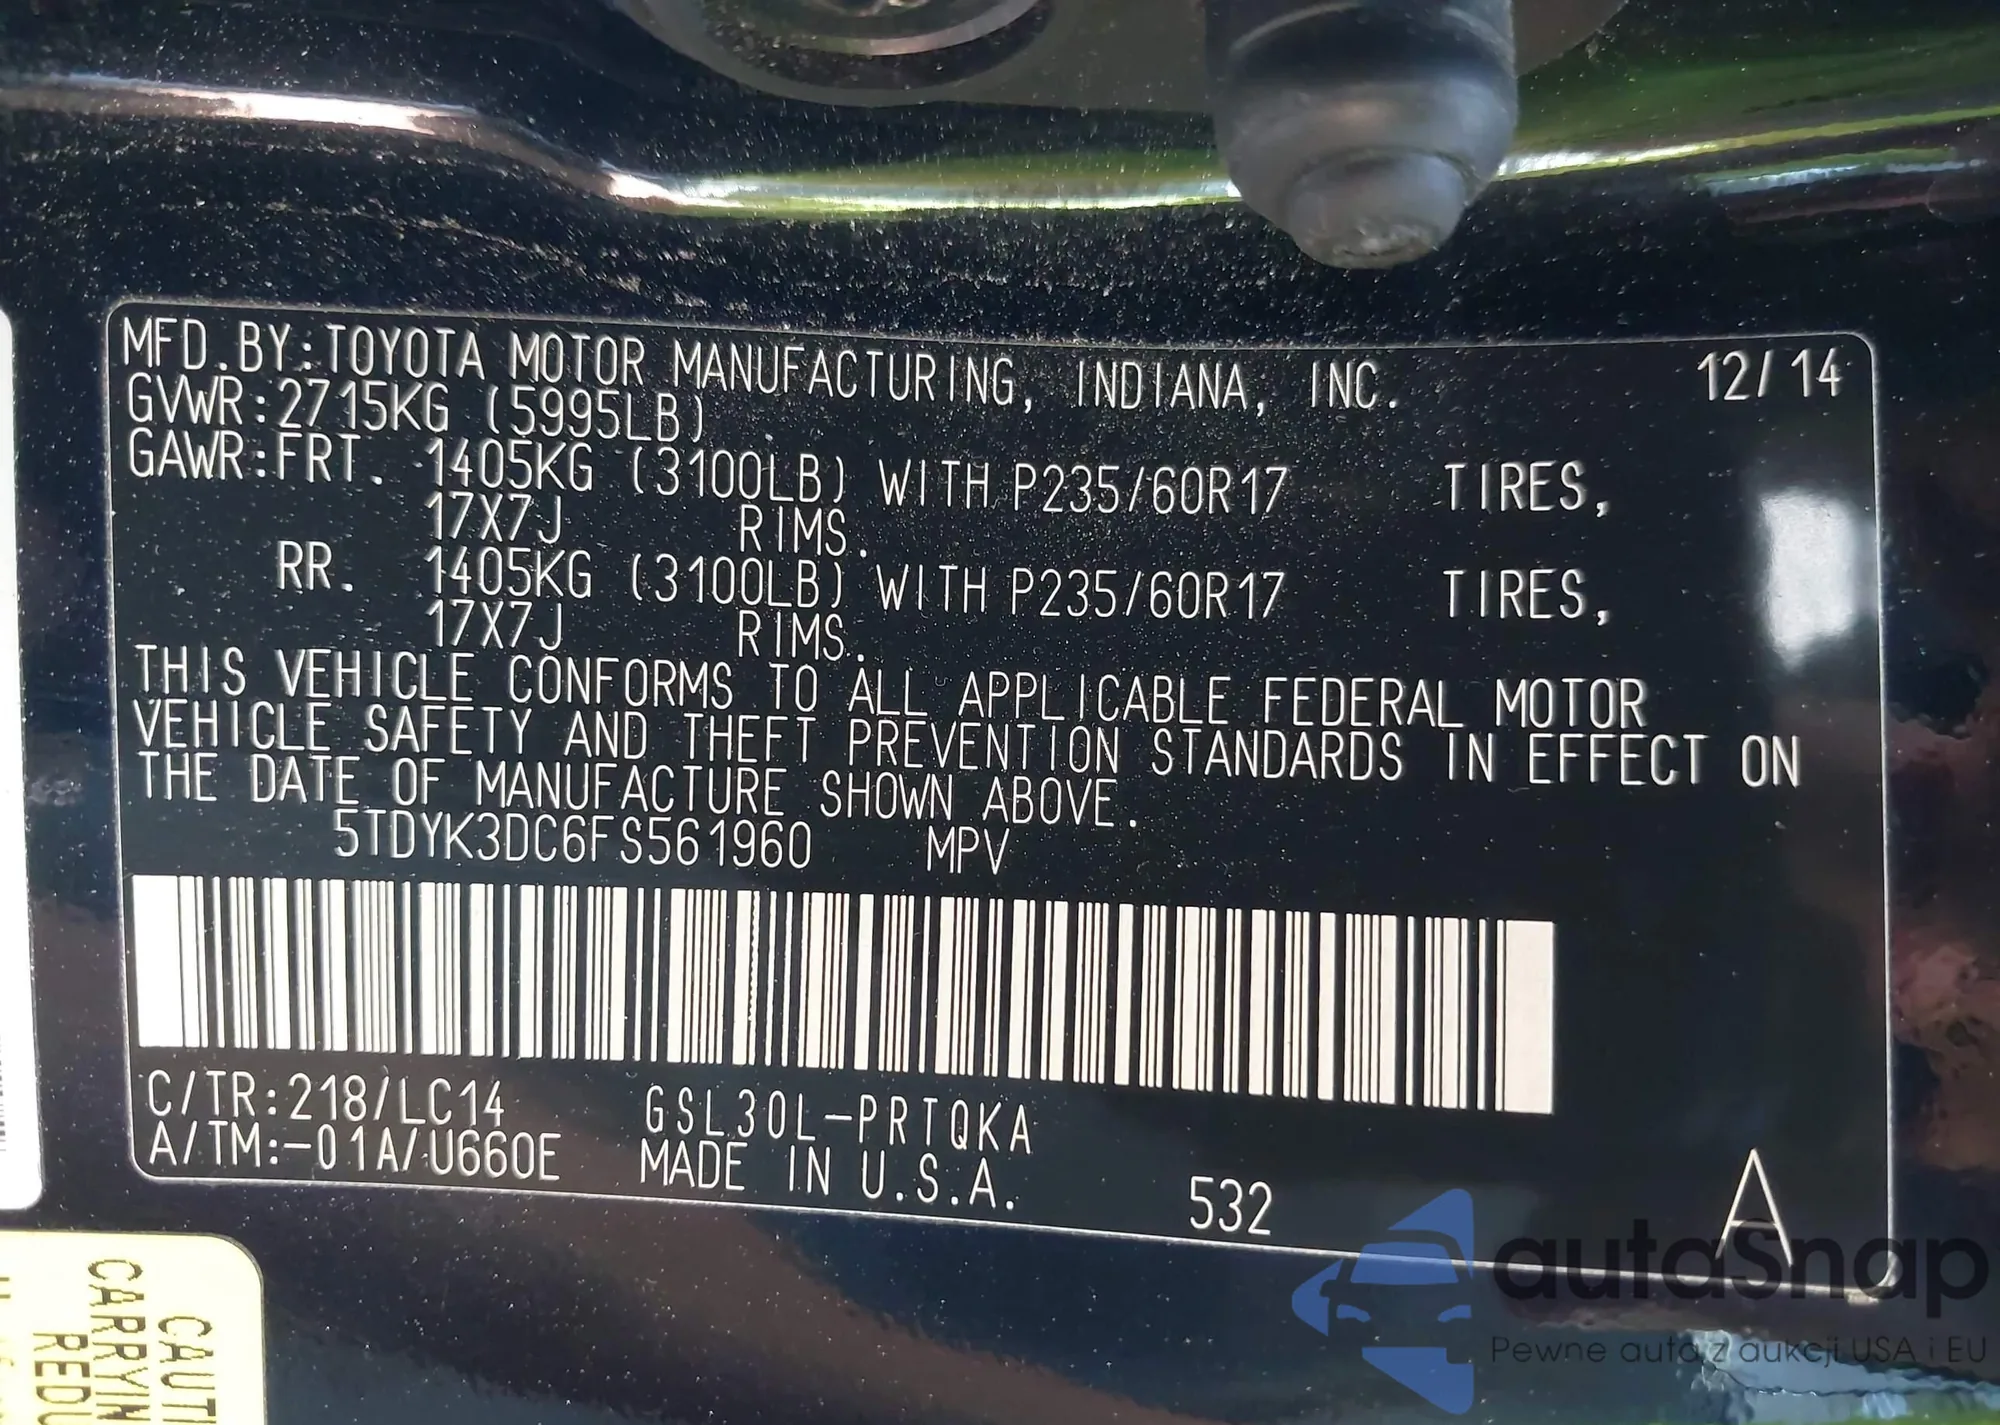 MFD.BY:TOYOTA MOTOR MANUFACTURING, INDIANA, INC. 12/14
GVWR:2715KG (5995LB)
GAWR:FRT. 1405KG (3100LB) WITH P235/60R17 TIRES,
17X7J RIMS.
RR. 1405KG (3100LB) WITH P235/60R17 TIRES,
17X7J RIMS.
THIS VEHICLE CONFORMS TO ALL APPLICABLE FEDERAL MOTOR
VEHICLE SAFETY AND THEFT PREVENTION STANDARDS IN EFFECT ON
THE DATE OF MANUFACTURE SHOWN ABOVE.
5TDYK3DC6FS561960 MPV
C/TR:218/LC14 GSL30L-PRTQKA
A/TM:-01A/U660E MADE IN U.S.A. 532 A
autoSnap
Pewne auta z aukcji USA i EU